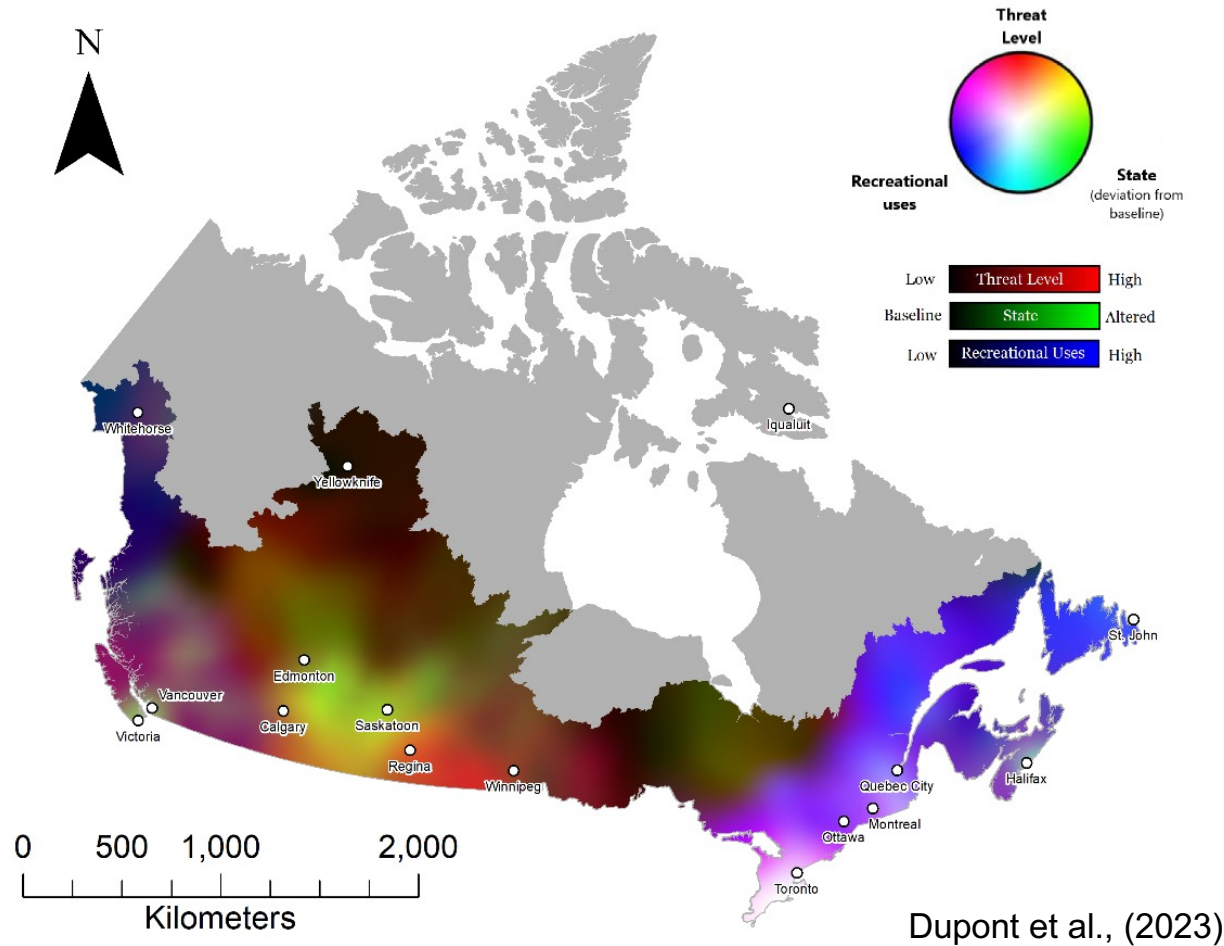 N
Threat
Level
Recreational
uses
State
(deviation from
baseline)
Low Threat Level High
Baseline State Altered
Low Recreational Uses High
Whitehorse
Iqualuit
Yellowknife
St. John
Edmonton
Vancouver
Victoria
Calgary
Saskatoon
Regina
Winnipeg
Halifax
Quebec City
Montreal
Ottawa
Toronto
0 500 1,000 2,000
Kilometers
Dupont et al., (2023)